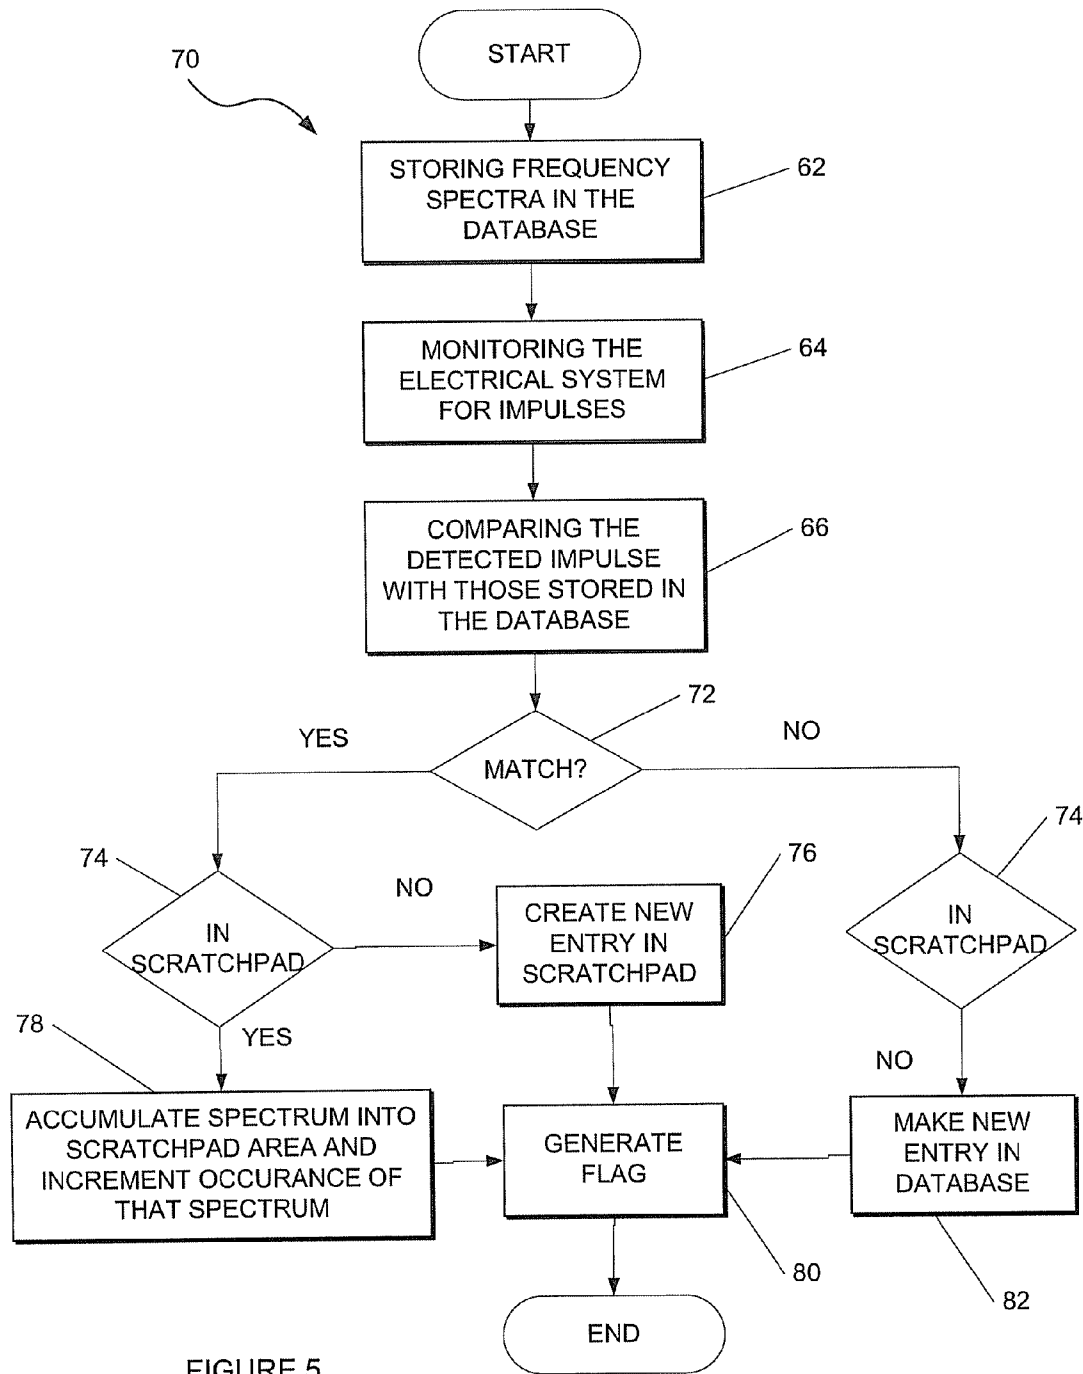 START
70
STORING FREQUENCY
SPECTRA IN THE
DATABASE
62
MONITORING THE
ELECTRICAL SYSTEM
FOR IMPULSES
64
COMPARING THE
DETECTED IMPULSE
WITH THOSE STORED IN
THE DATABASE
66
72
YES
MATCH?
NO
74
IN
SCRATCHPAD
NO
CREATE NEW
ENTRY IN
SCRATCHPAD
76
74
IN
SCRATCHPAD
78
YES
NO
ACCUMULATE SPECTRUM INTO
SCRATCHPAD AREA AND
INCREMENT OCCURANCE OF
THAT SPECTRUM
GENERATE
FLAG
80
MAKE NEW
ENTRY IN
DATABASE
82
END
FIGURE 5